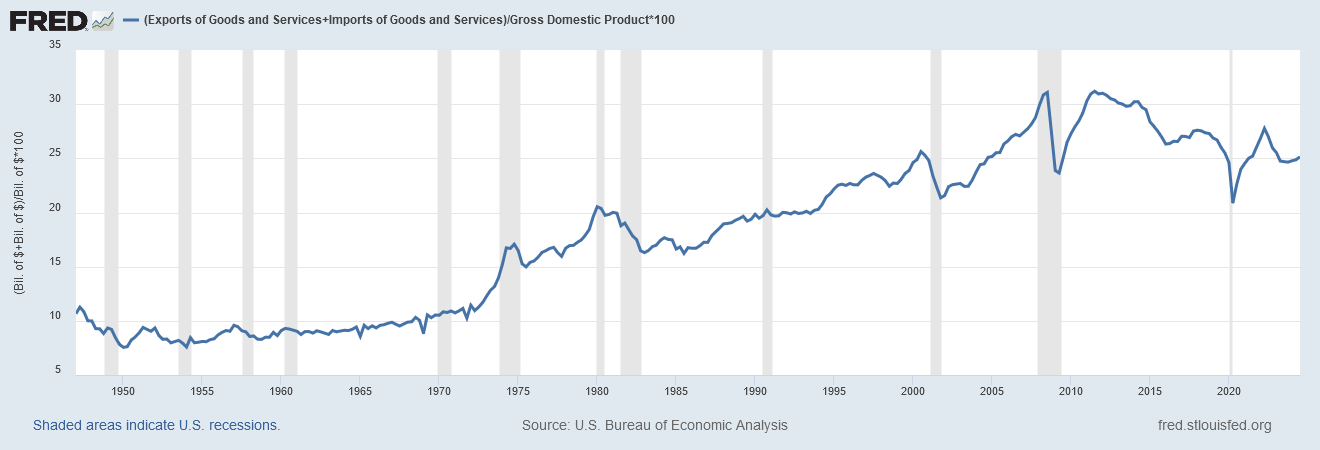 FRED
(Exports of Goods and Services+Imports of Goods and Services)/Gross Domestic Product*100
35
30
25
20
15
10
5
(Bil. of $+Bil. of $)/Bil. of $*100
1950 1955 1960 1965 1970 1975 1980 1985 1990 1995 2000 2005 2010 2015 2020
Shaded areas indicate U.S. recessions. Source: U.S. Bureau of Economic Analysis fred.stlouisfed.org